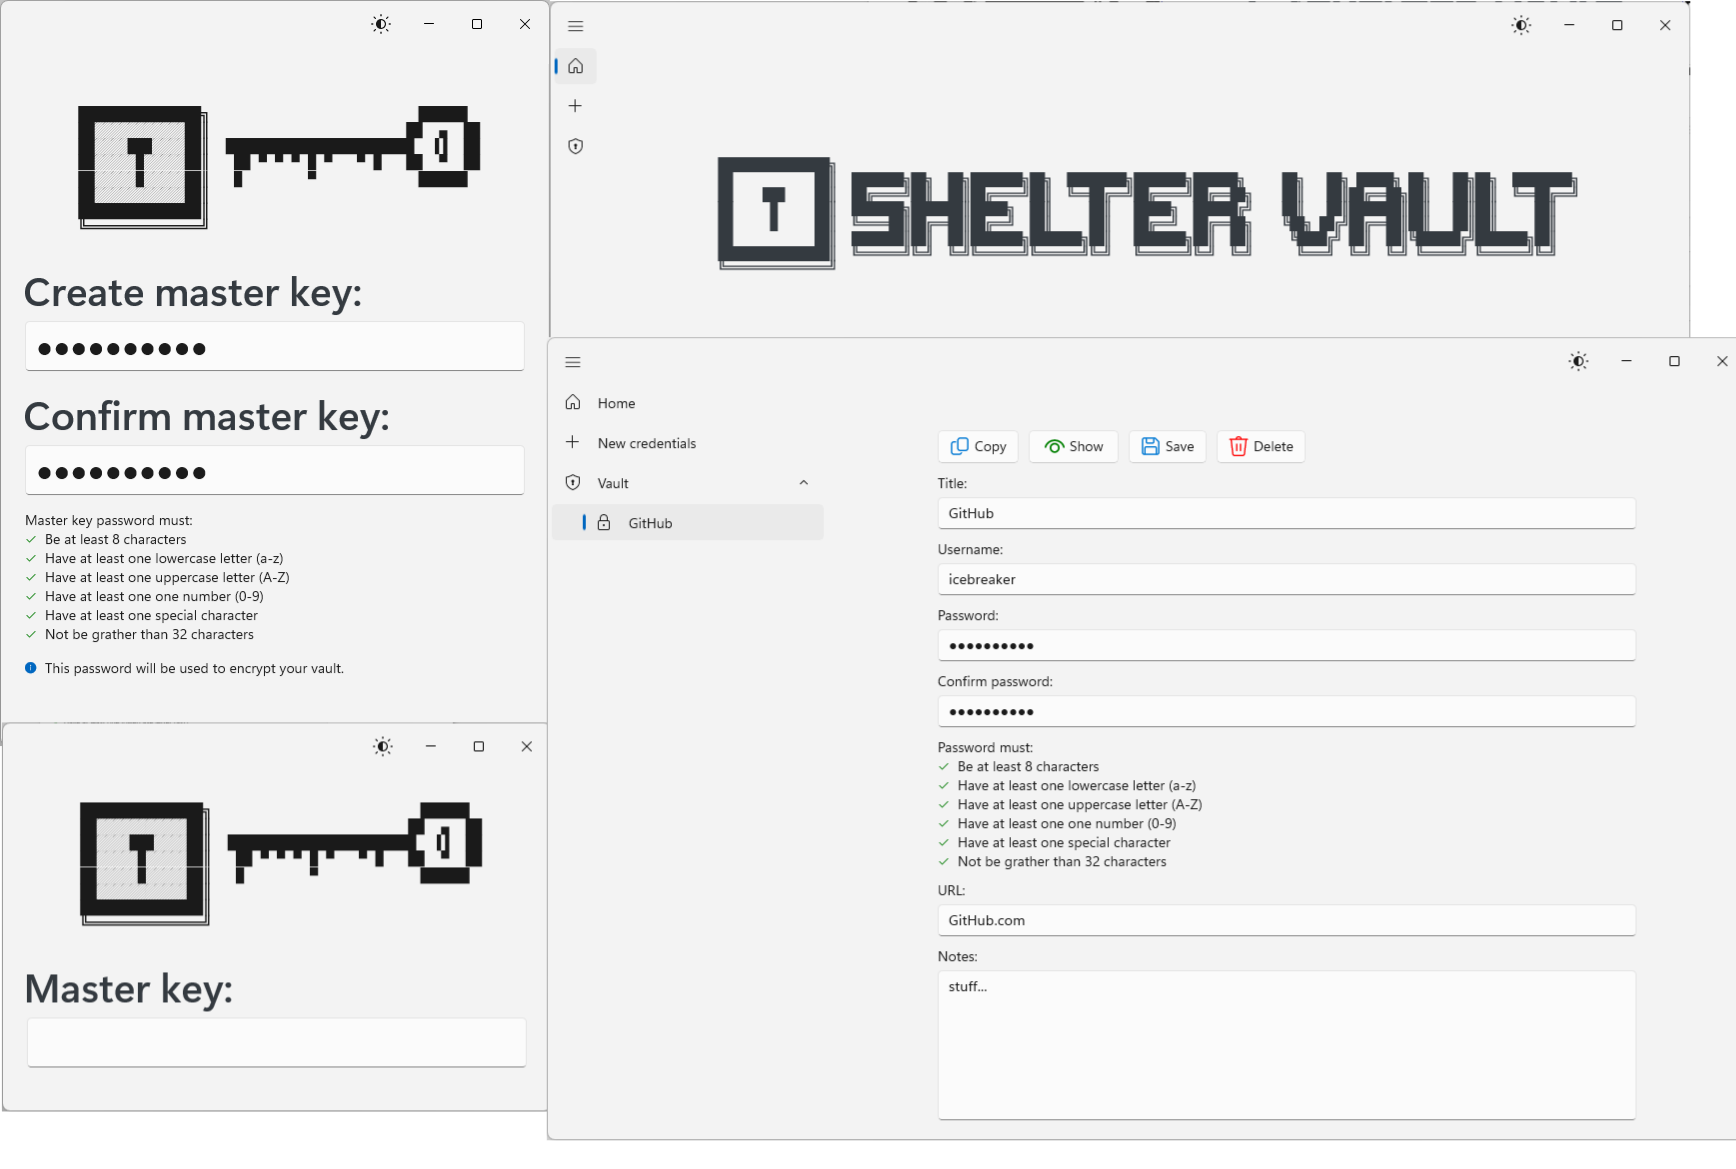 Create master key:
●●●●●●●●●●
Confirm master key:
●●●●●●●●●●
Master key password must:
Be at least 8 characters
Have at least one lowercase letter (a-z)
Have at least one uppercase letter (A-Z)
Have at least one one number (0-9)
Have at least one special character
Not be grather than 32 characters
This password will be used to encrypt your vault.
Master key:
SHELTER VAULT
Home
New credentials
Vault
GitHub
Copy Show Save Delete
Title:
GitHub
Username:
icebreaker
Password:
●●●●●●●●●●
Confirm password:
●●●●●●●●●●
Password must:
Be at least 8 characters
Have at least one lowercase letter (a-z)
Have at least one uppercase letter (A-Z)
Have at least one one number (0-9)
Have at least one special character
Not be grather than 32 characters
URL:
GitHub.com
Notes:
stuff...